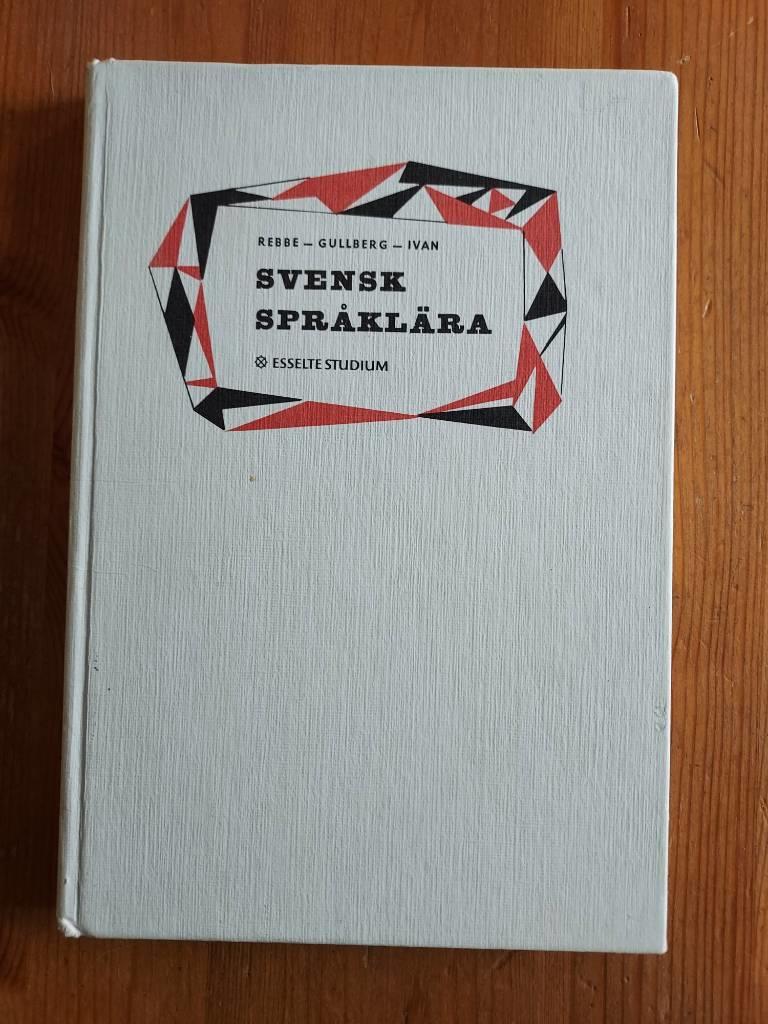 REBBE – GULLBERG – IVAN
SVENSK
SPRÅKLÄRA
ESSELTE STUDIUM